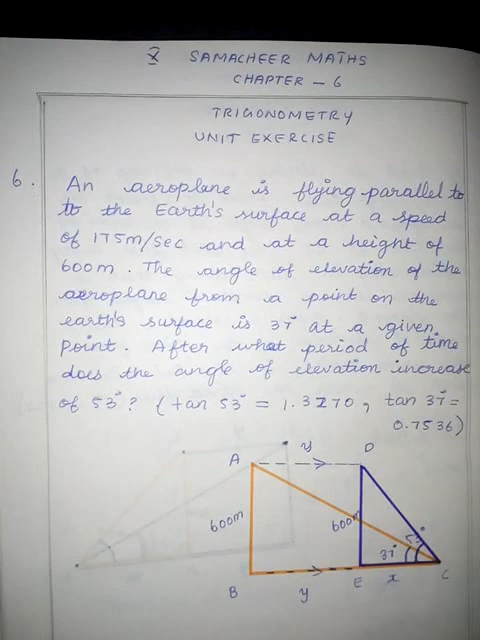 X SAMACHEER MATHS
CHAPTER - 6
TRIGONOMETRY
UNIT EXERCISE
6. An aeroplane is flying parallel to
to the Earth's surface at a speed
of 175m/sec and at a height of
600m. The angle of elevation of the
aeroplane from a point on the
earth's surface is 37° at a given
point. After what period of time
does the angle of elevation increase
of 53°? (tan 53° = 1.3270, tan 37° =
0.7536)
A y D
600m 600m 53°
37°
B y E x C